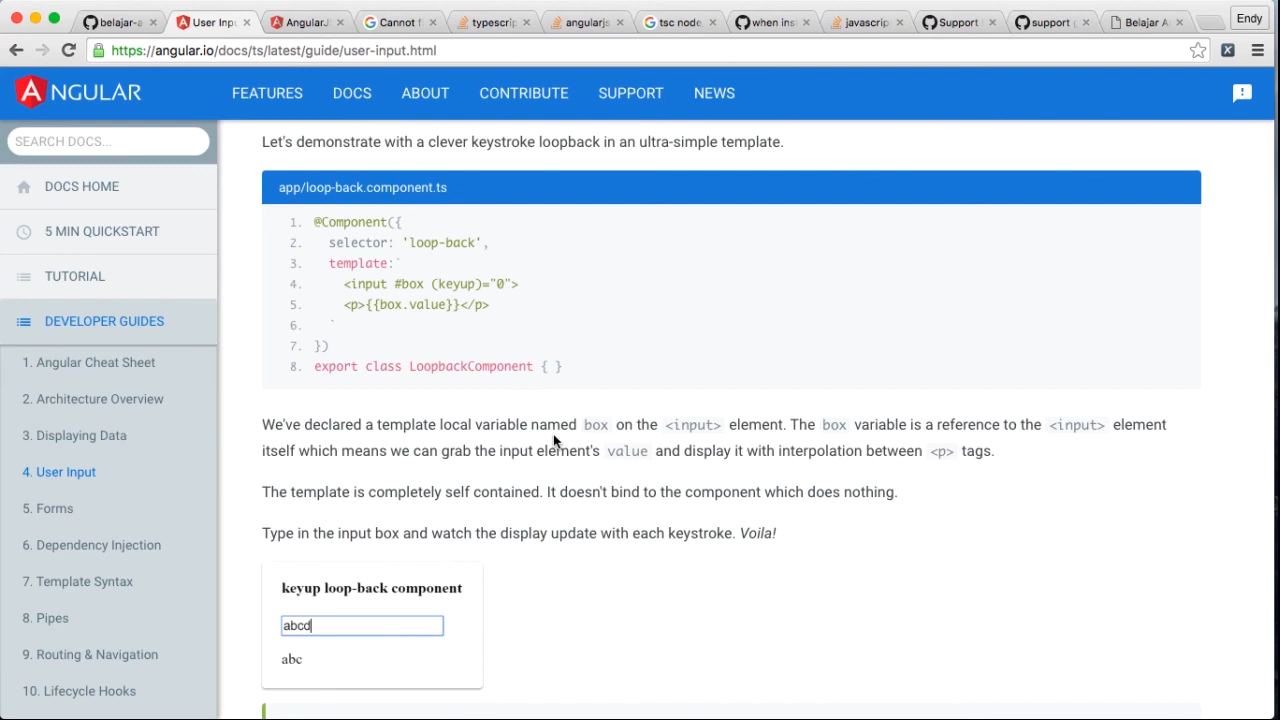 belajar-a
User Inpu
AngularJ
Cannot f
typescrip
angularjs
tsc node
when ins
javascrip
Support
support
Belajar A
Endy
https://angular.io/docs/ts/latest/guide/user-input.html
ANGULAR
FEATURES DOCS ABOUT CONTRIBUTE SUPPORT NEWS
SEARCH DOCS...
DOCS HOME
5 MIN QUICKSTART
TUTORIAL
DEVELOPER GUIDES
1. Angular Cheat Sheet
2. Architecture Overview
3. Displaying Data
4. User Input
5. Forms
6. Dependency Injection
7. Template Syntax
8. Pipes
9. Routing & Navigation
10. Lifecycle Hooks
Let's demonstrate with a clever keystroke loopback in an ultra-simple template.
app/loop-back.component.ts
1. @Component({
2. selector: 'loop-back',
3. template:`
4. <input #box (keyup)="0">
5. <p>{{box.value}}</p>
6. `
7. })
8. export class LoopbackComponent { }
We've declared a template local variable named box on the <input> element. The box variable is a reference to the <input> element
itself which means we can grab the input element's value and display it with interpolation between <p> tags.
The template is completely self contained. It doesn't bind to the component which does nothing.
Type in the input box and watch the display update with each keystroke. Voila!
keyup loop-back component
abcd
abc